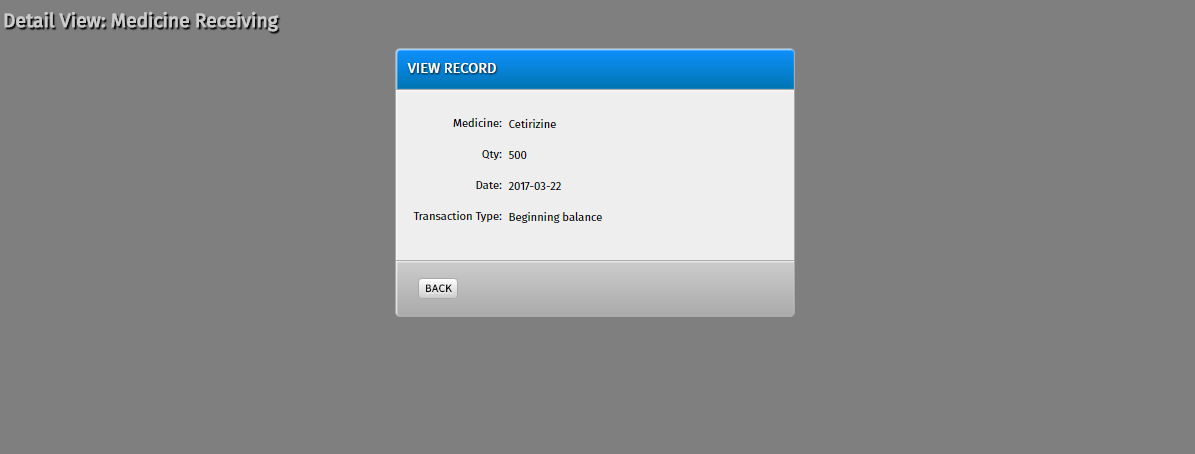 Detail View: Medicine Receiving
VIEW RECORD
Medicine: Cetirizine
Qty: 500
Date: 2017-03-22
Transaction Type: Beginning balance
BACK